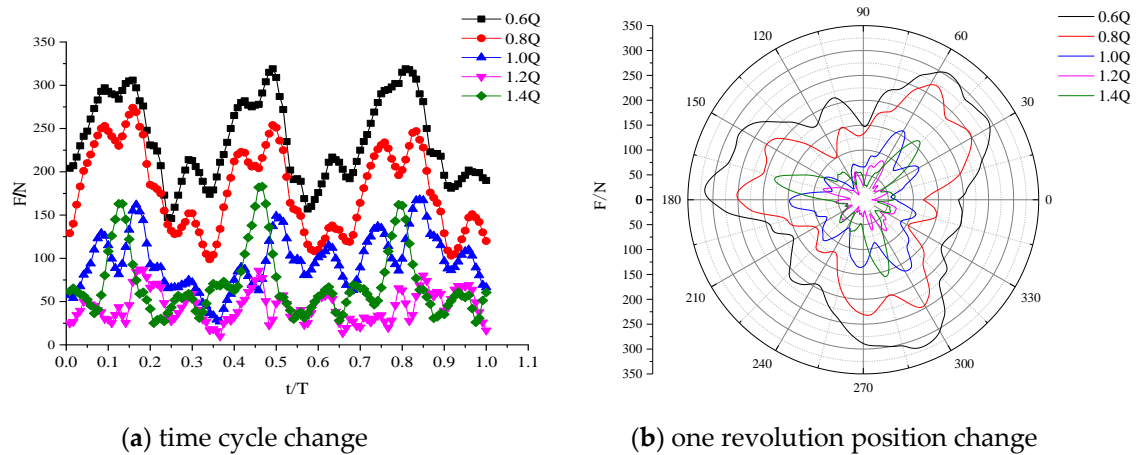 0.6Q
0.8Q
1.0Q
1.2Q
1.4Q
350
300
250
200
150
100
50
0
F/N
0.0 0.1 0.2 0.3 0.4 0.5 0.6 0.7 0.8 0.9 1.0
t/T
(a) time cycle change
0.6Q
0.8Q
1.0Q
1.2Q
1.4Q
350
300
250
200
150
100
50
0
50
100
150
200
250
300
350
F/N
90
60
30
0
330
300
270
240
210
180
150
120
(b) one revolution position change